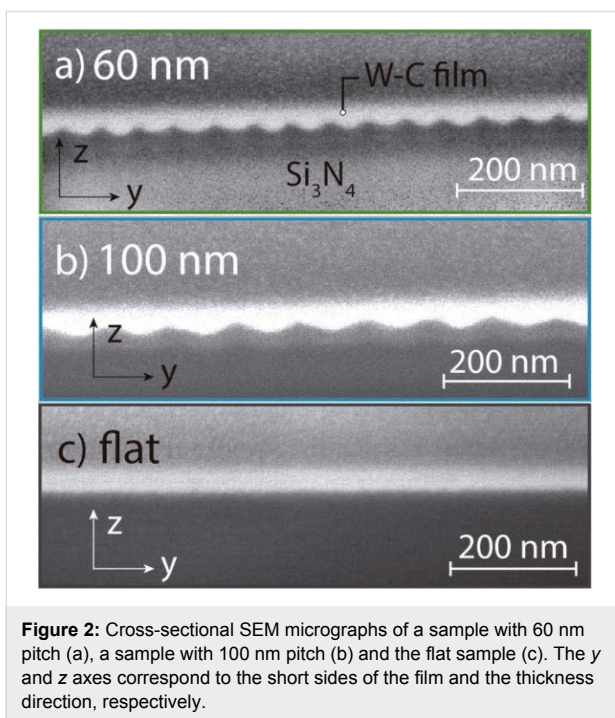 a) 60 nm
W-C film
z
Si₃N₄
200 nm
y
b) 100 nm
z
200 nm
y
c) flat
z
200 nm
y
Figure 2: Cross-sectional SEM micrographs of a sample with 60 nm
pitch (a), a sample with 100 nm pitch (b) and the flat sample (c). The y
and z axes correspond to the short sides of the film and the thickness
direction, respectively.